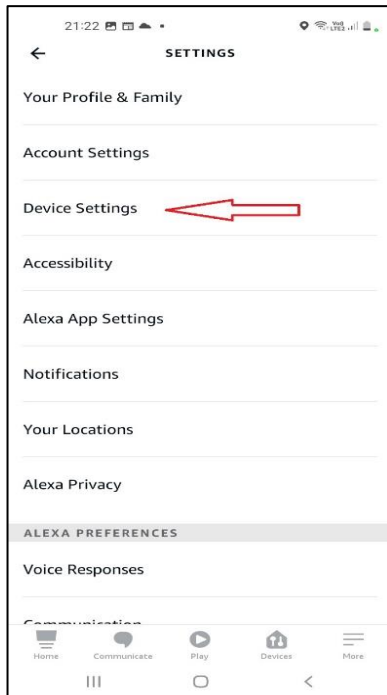 21:22
SETTINGS
Your Profile & Family
Account Settings
Device Settings
Accessibility
Alexa App Settings
Notifications
Your Locations
Alexa Privacy
ALEXA PREFERENCES
Voice Responses
Communication
Home Communicate Play Devices More